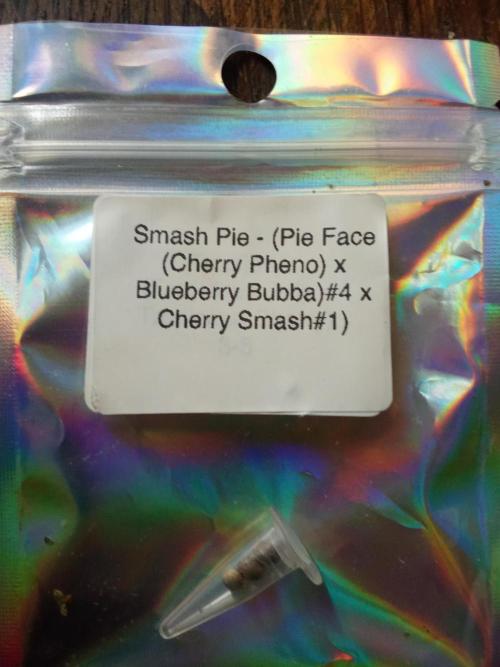 Smash Pie - (Pie Face
(Cherry Pheno) x
Blueberry Bubba)#4 x
Cherry Smash#1)